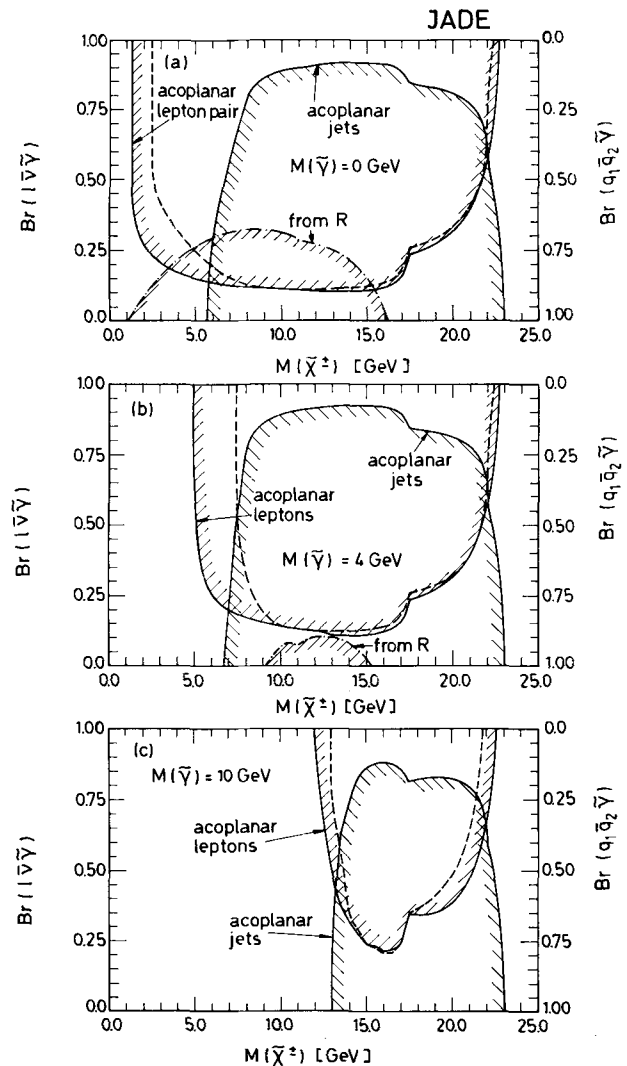 JADE
(a)
acoplanar
lepton pair
acoplanar
jets
M(γ̃) = 0 GeV
from R
Br (l ν̄ γ̃)
Br (q₁ q̄₂ γ̃)
1.00
0.75
0.50
0.25
0.0
0.0
0.25
0.50
0.75
1.00
0.0 5.0 10.0 15.0 20.0 25.0
M(χ̃±) [GeV]
(b)
acoplanar
jets
acoplanar
leptons
M(γ̃) = 4 GeV
from R
Br (l ν̄ γ̃)
Br (q₁ q̄₂ γ̃)
1.00
0.75
0.50
0.25
0.0
0.0
0.25
0.50
0.75
1.00
0.0 5.0 10.0 15.0 20.0 25.0
M(χ̃±) [GeV]
(c)
M(γ̃) = 10 GeV
acoplanar
leptons
acoplanar
jets
Br (l ν̄ γ̃)
Br (q₁ q̄₂ γ̃)
1.00
0.75
0.50
0.25
0.0
0.0
0.25
0.50
0.75
1.00
0.0 5.0 10.0 15.0 20.0 25.0
M(χ̃±) [GeV]